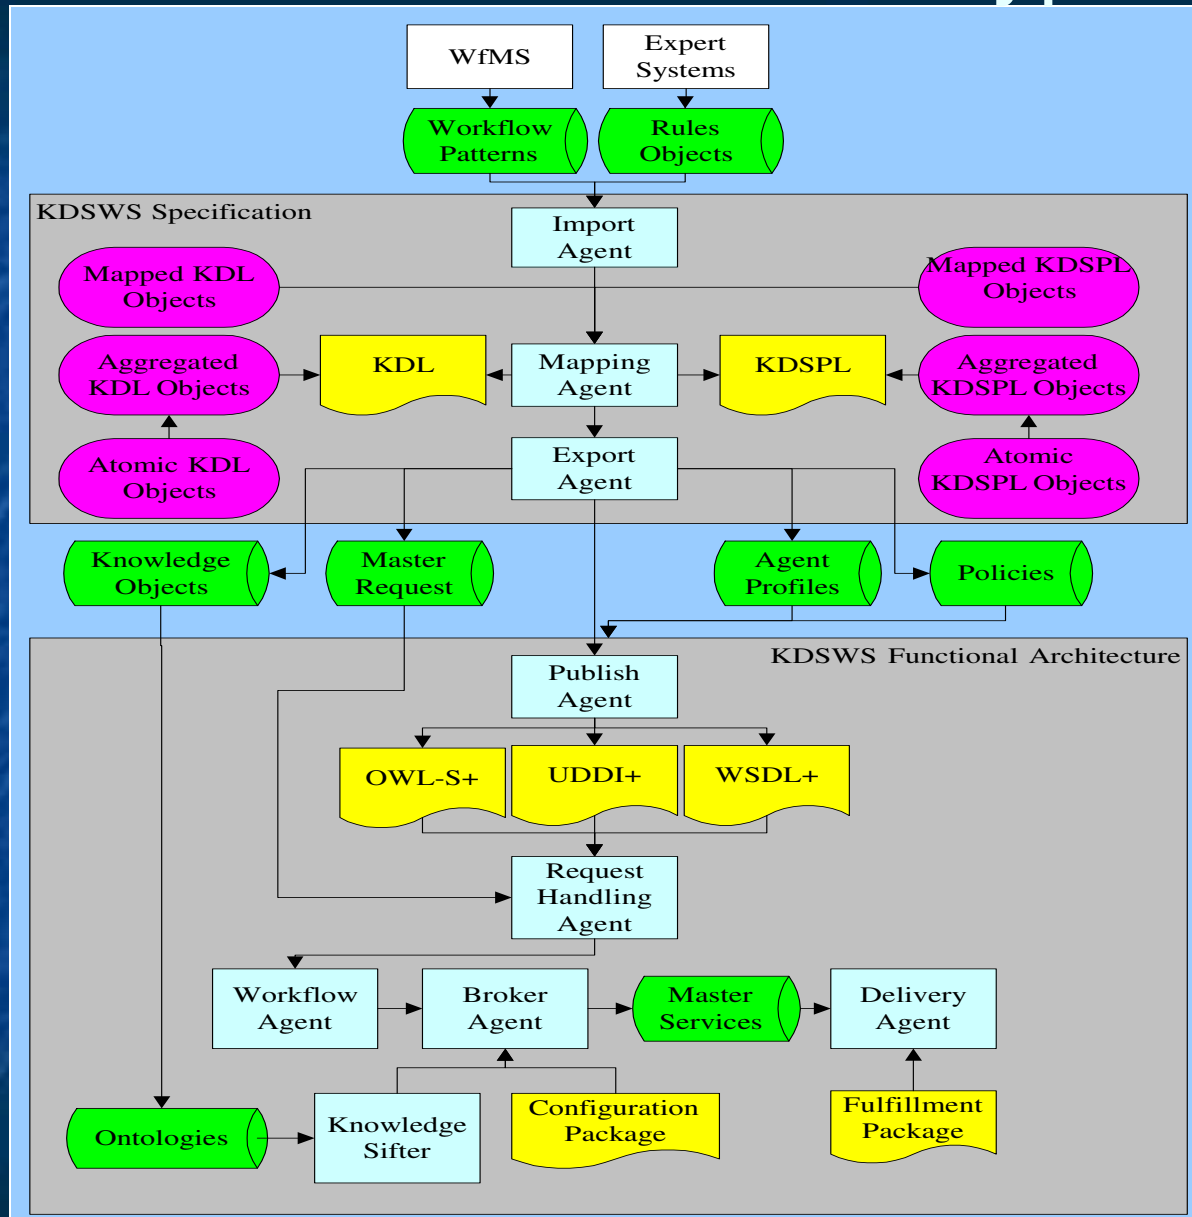 WfMS
Expert
Systems
Workflow
Patterns
Rules
Objects
KDSWS Specification
Import
Agent
Mapped KDL
Objects
Mapped KDSPL
Objects
Aggregated
KDL Objects
KDL
Mapping
Agent
KDSPL
Aggregated
KDSPL Objects
Atomic KDL
Objects
Export
Agent
Atomic
KDSPL Objects
Knowledge
Objects
Master
Request
Agent
Profiles
Policies
KDSWS Functional Architecture
Publish
Agent
OWL-S+
UDDI+
WSDL+
Request
Handling
Agent
Workflow
Agent
Broker
Agent
Master
Services
Delivery
Agent
Ontologies
Knowledge
Sifter
Configuration
Package
Fulfillment
Package